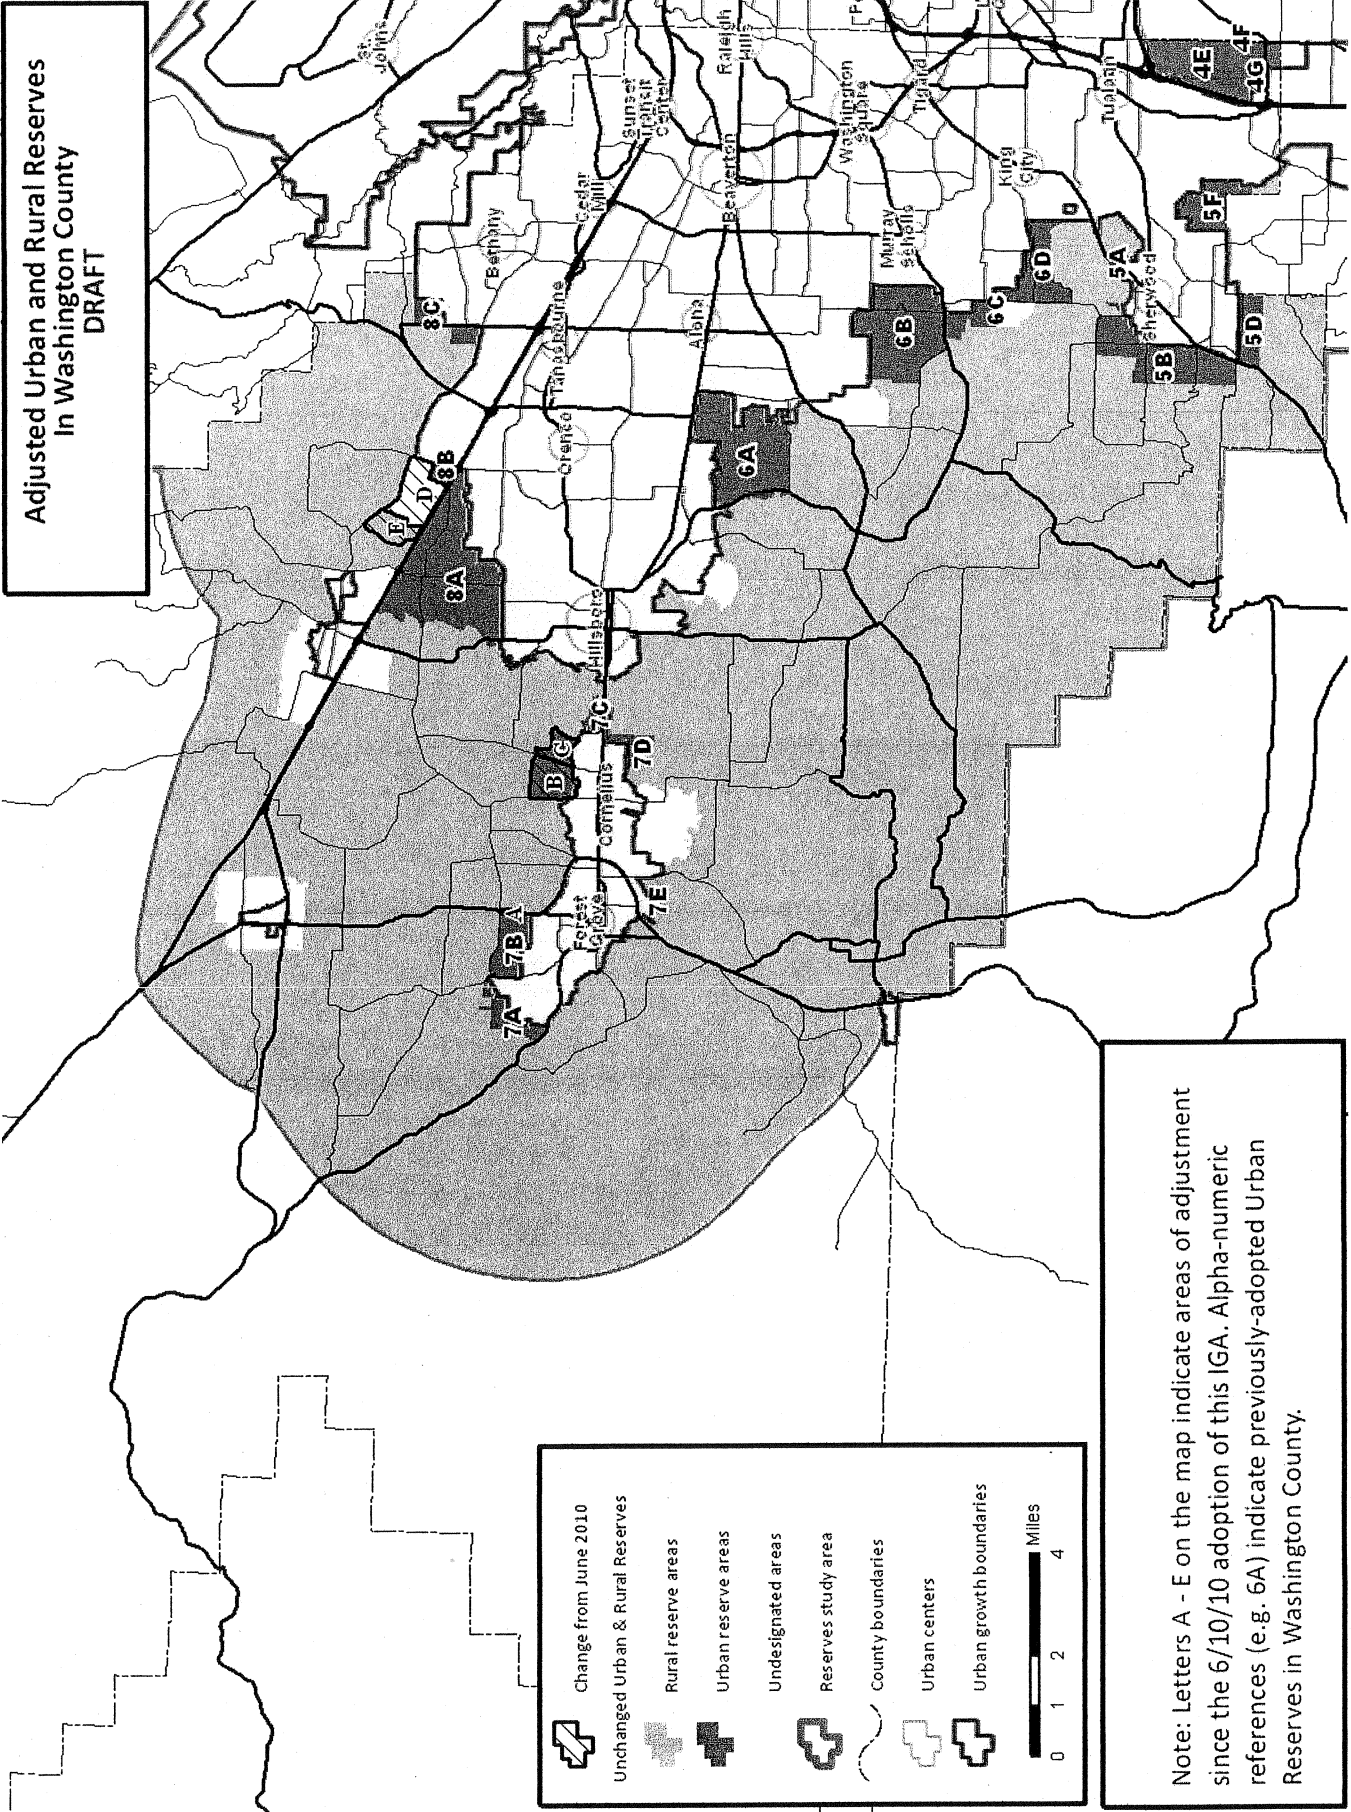 Adjusted Urban and Rural Reserves
In Washington County
DRAFT
St.
Johns
Bethany
Cedar
Mill
Sunset
Transit
Center
Raleigh
Hills
Beaverton
Washington
Square
Tigard
Tualatin
King
City
Murray
Scholls
Sherwood
Aloha
Tanasbourne
Orenco
Hillsboro
Cornelius
Forest
Grove
4E
4F
4G
5A
5B
5D
5F
6A
6B
6C
6D
7A
7B
7C
7D
7E
8A
8B
8C
A
B
C
D
E
Change from June 2010
Unchanged Urban & Rural Reserves
Rural reserve areas
Urban reserve areas
Undesignated areas
Reserves study area
County boundaries
Urban centers
Urban growth boundaries
0 1 2 4 Miles
Note: Letters A - E on the map indicate areas of adjustment
since the 6/10/10 adoption of this IGA. Alpha-numeric
references (e.g. 6A) indicate previously-adopted Urban
Reserves in Washington County.